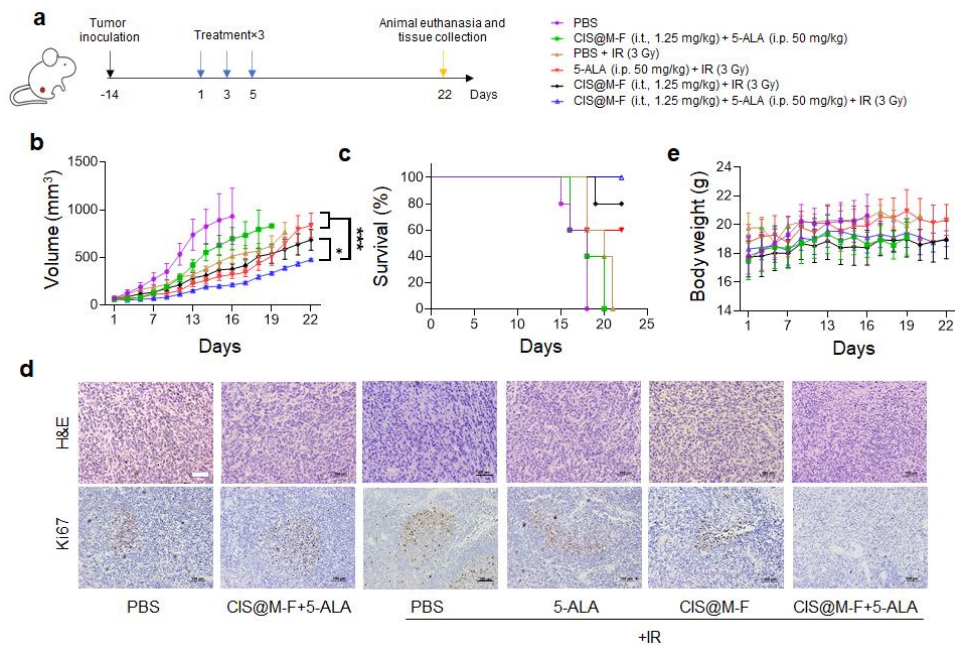 a
Tumor
inoculation
Treatment×3
Animal euthanasia and
tissue collection
-14
1
3
5
22
Days
PBS
CIS@M-F (i.t., 1.25 mg/kg) + 5-ALA (i.p. 50 mg/kg)
PBS + IR (3 Gy)
5-ALA (i.p. 50 mg/kg) + IR (3 Gy)
CIS@M-F (i.t., 1.25 mg/kg) + IR (3 Gy)
CIS@M-F (i.t., 1.25 mg/kg) + 5-ALA (i.p. 50 mg/kg) + IR (3 Gy)
b
Volume (mm³)
1500
1000
500
0
1 7 13 16 19 22
Days
*
***
c
Survival (%)
100
80
60
40
20
0
0 5 10 15 20 25
Days
e
Body weight (g)
22
20
18
16
14
1 7 13 16 19 22
Days
d
H&E
Ki67
PBS
CIS@M-F+5-ALA
PBS
5-ALA
CIS@M-F
CIS@M-F+5-ALA
+IR